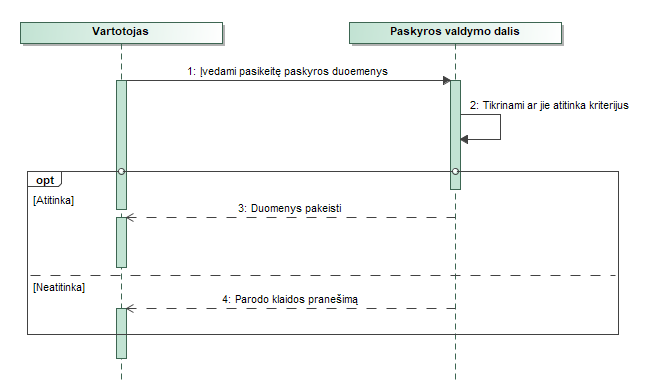 Vartotojas
Paskyros valdymo dalis
1: Įvedami pasikeitę paskyros duoemenys
2: Tikrinami ar jie atitinka kriterijus
opt
[Atitinka]
3: Duomenys pakeisti
[Neatitinka]
4: Parodo klaidos pranešimą